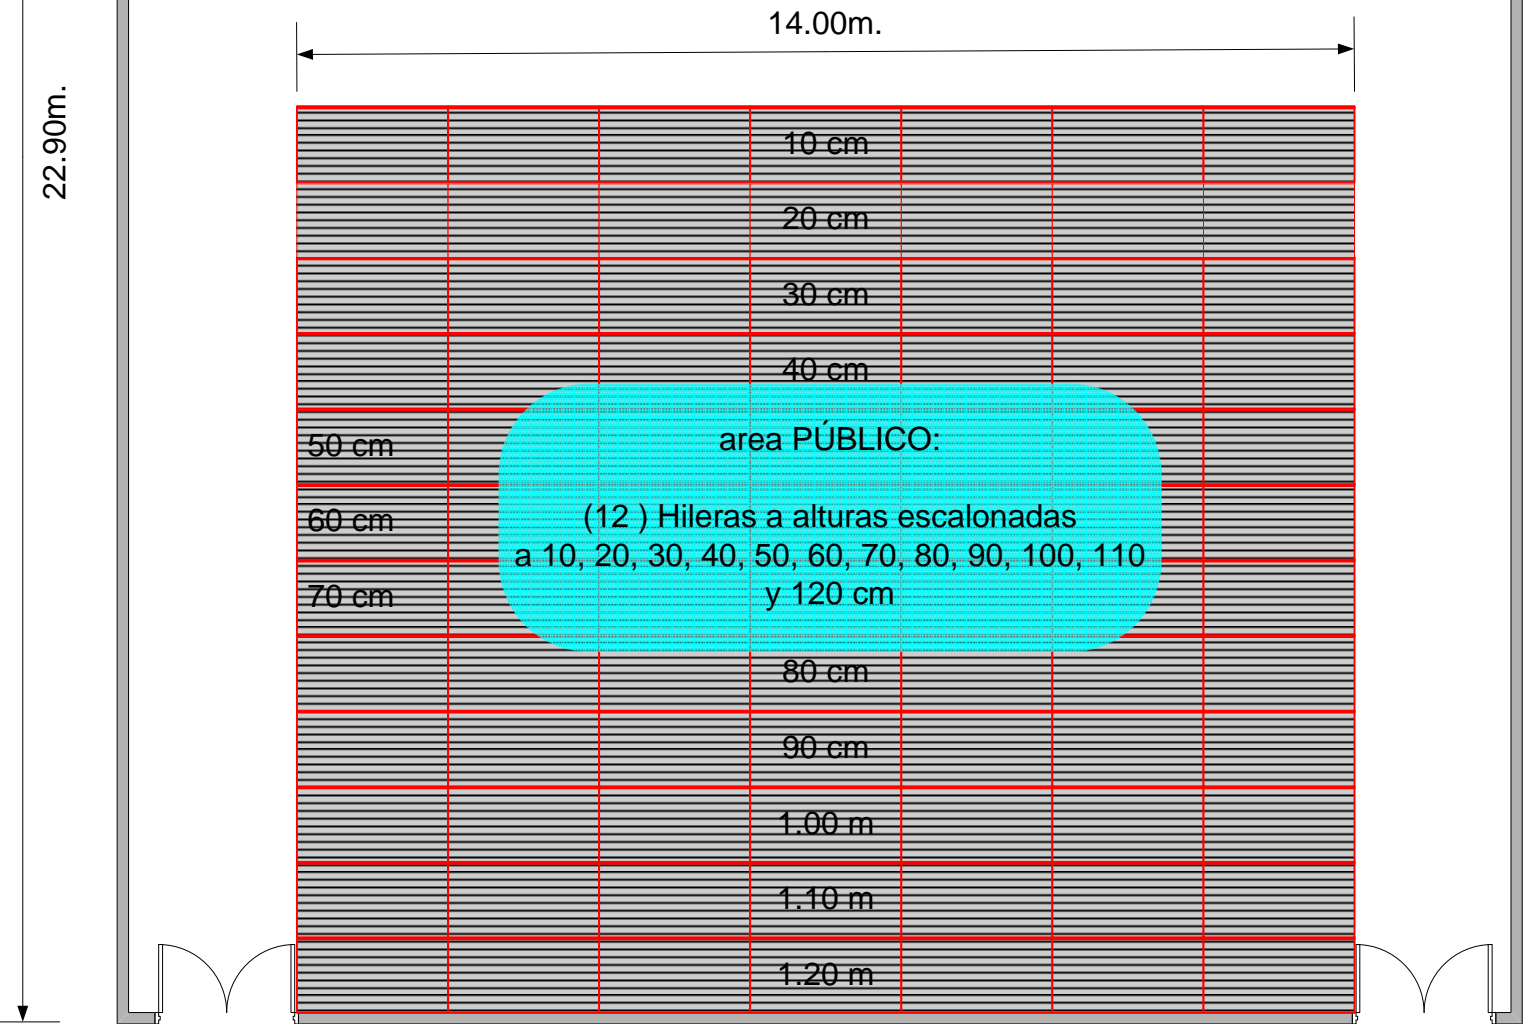 14.00m.
22.90m.
10 cm
20 cm
30 cm
40 cm
area PÚBLICO:
50 cm
(12 ) Hileras a alturas escalonadas
60 cm
a 10, 20, 30, 40, 50, 60, 70, 80, 90, 100, 110
y 120 cm
70 cm
80 cm
90 cm
1.00 m
1.10 m
1.20 m